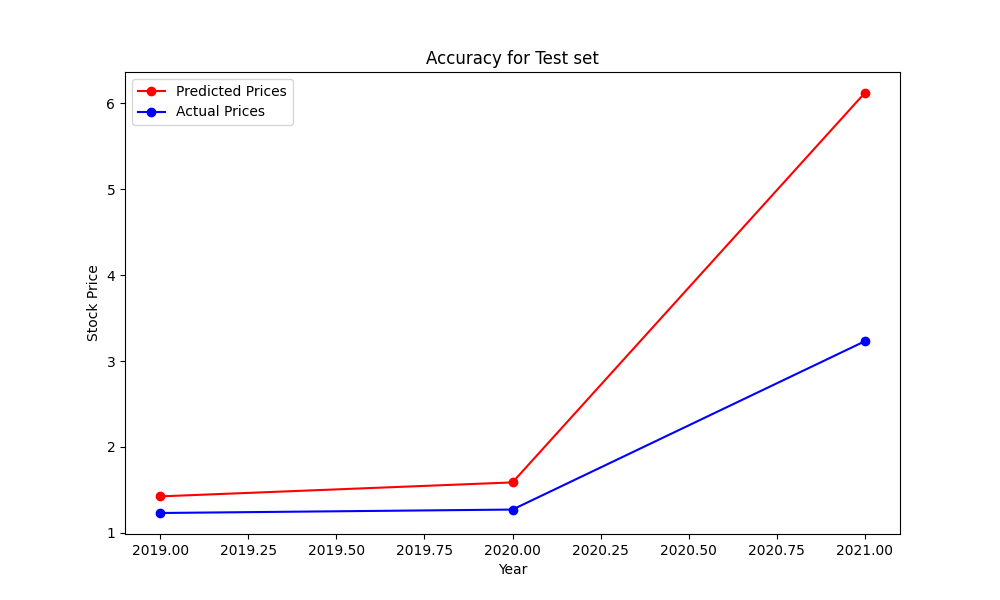 Accuracy for Test set
Predicted Prices
Actual Prices
6
5
4
3
2
1
Stock Price
2019.00 2019.25 2019.50 2019.75 2020.00 2020.25 2020.50 2020.75 2021.00
Year